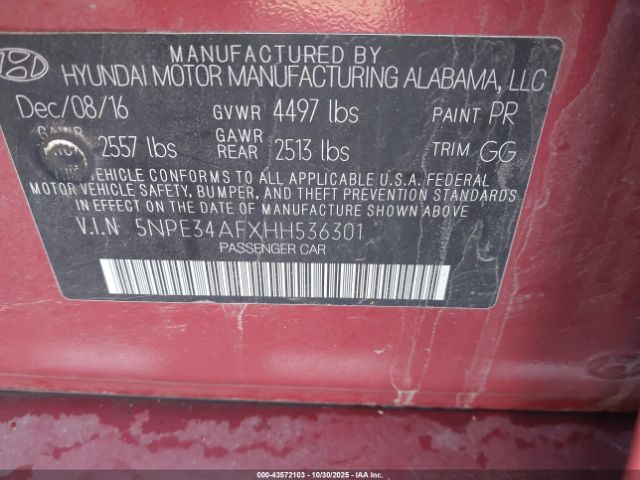 MANUFACTURED BY
HYUNDAI MOTOR MANUFACTURING ALABAMA, LLC
Dec/08/16 GVWR 4497 lbs PAINT PR
GAWR 2557 lbs GAWR REAR 2513 lbs TRIM GG
VEHICLE CONFORMS TO ALL APPLICABLE U.S.A. FEDERAL
MOTOR VEHICLE SAFETY, BUMPER, AND THEFT PREVENTION STANDARDS
IN EFFECT ON THE DATE OF MANUFACTURE SHOWN ABOVE
V.I.N 5NPE34AFXHH536301
PASSENGER CAR
000-43572103 | 10/30/2025 - IAA, Inc.